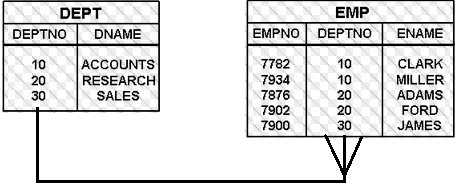 DEPT
DEPTNO DNAME
10 ACCOUNTS
20 RESEARCH
30 SALES
EMP
EMPNO DEPTNO ENAME
7782 10 CLARK
7934 10 MILLER
7876 20 ADAMS
7902 20 FORD
7900 30 JAMES